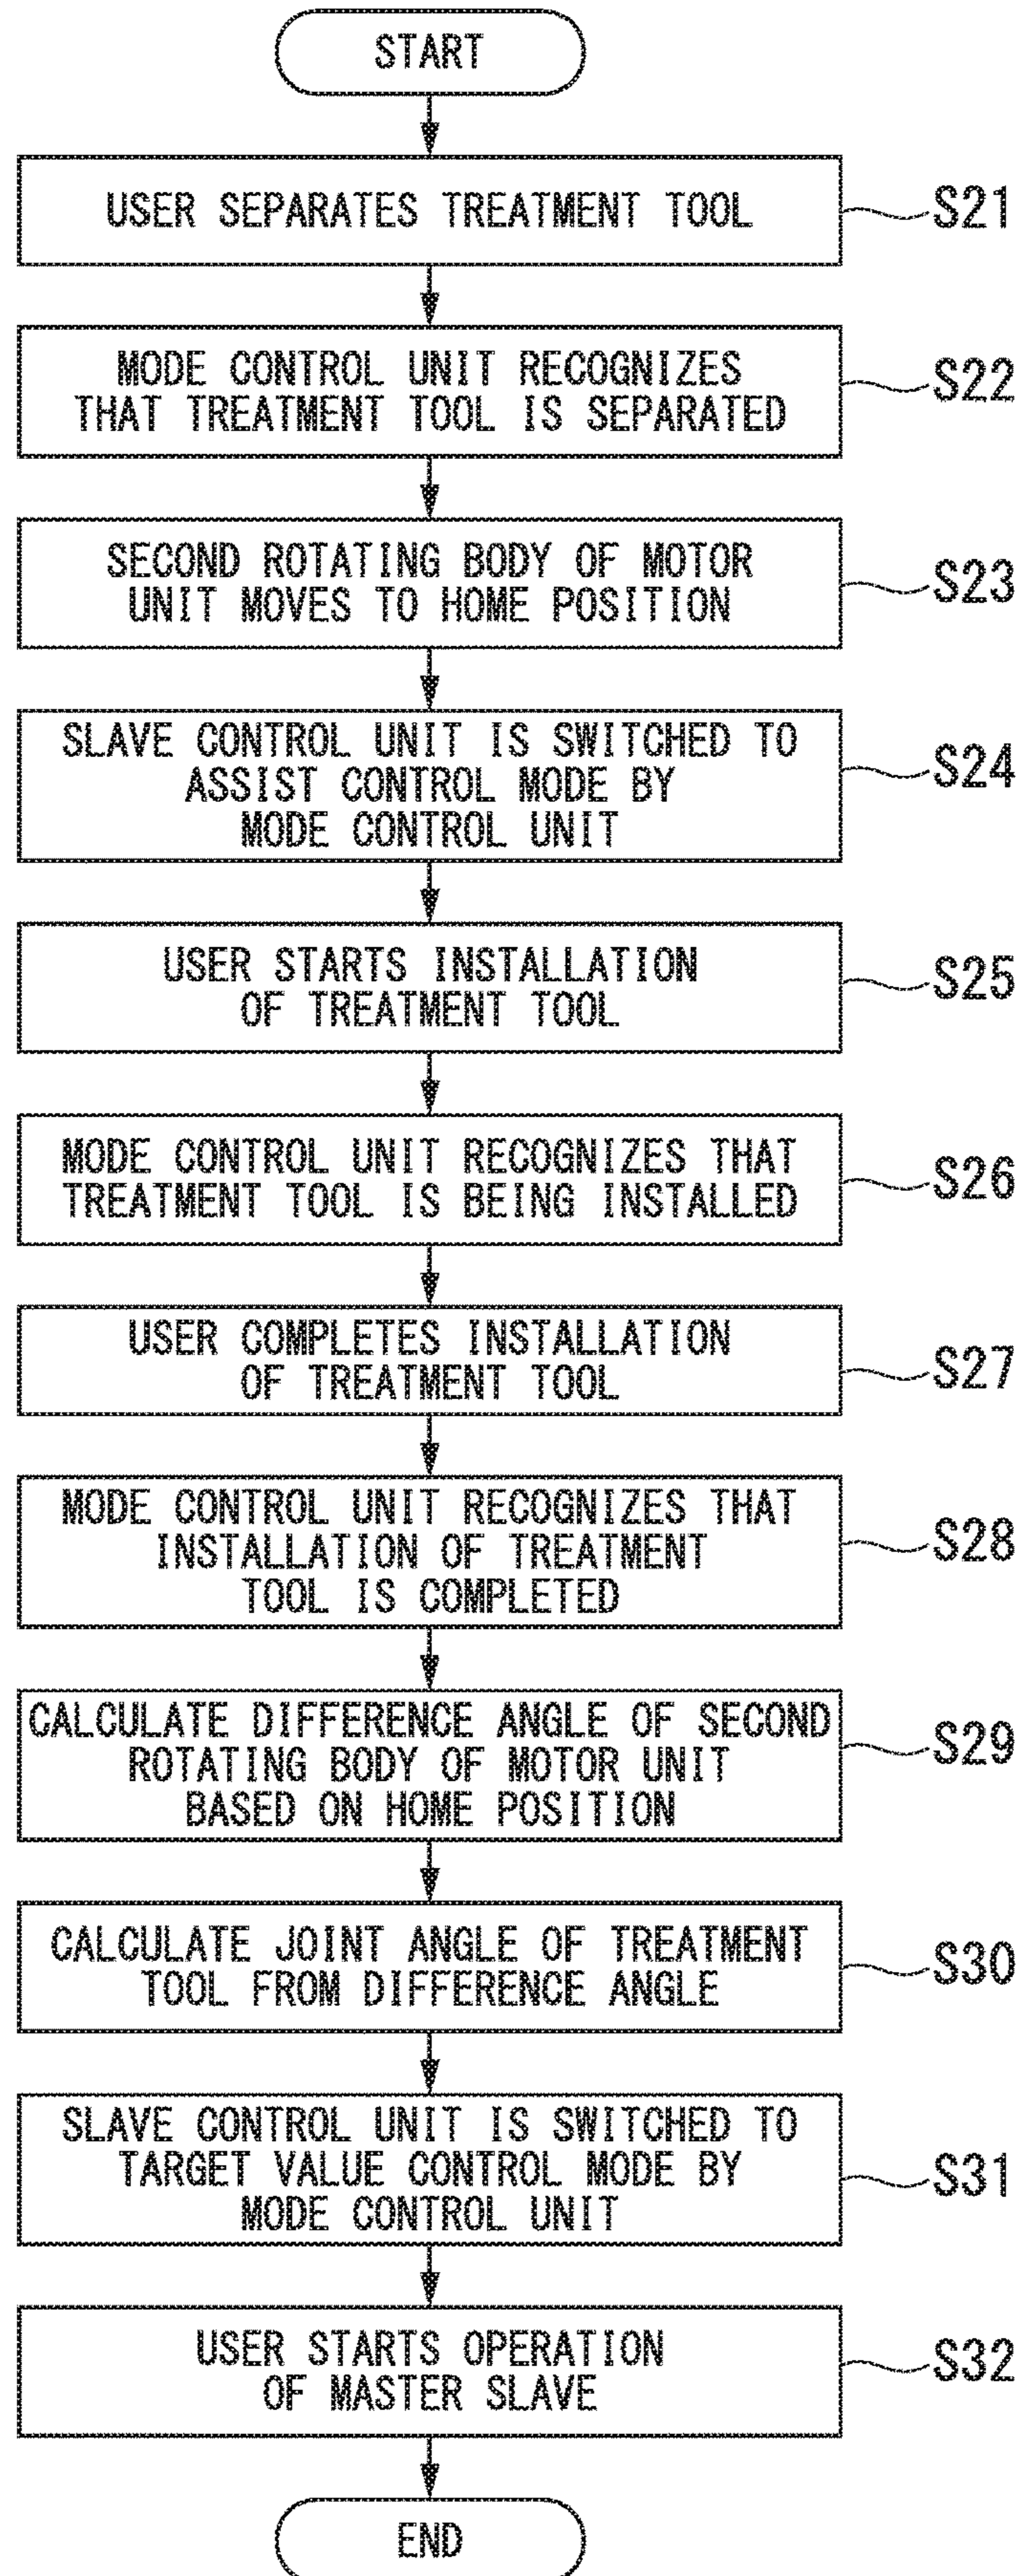 START
USER SEPARATES TREATMENT TOOL
S21
MODE CONTROL UNIT RECOGNIZES
THAT TREATMENT TOOL IS SEPARATED
S22
SECOND ROTATING BODY OF MOTOR
UNIT MOVES TO HOME POSITION
S23
SLAVE CONTROL UNIT IS SWITCHED TO
ASSIST CONTROL MODE BY
MODE CONTROL UNIT
S24
USER STARTS INSTALLATION
OF TREATMENT TOOL
S25
MODE CONTROL UNIT RECOGNIZES THAT
TREATMENT TOOL IS BEING INSTALLED
S26
USER COMPLETES INSTALLATION
OF TREATMENT TOOL
S27
MODE CONTROL UNIT RECOGNIZES THAT
INSTALLATION OF TREATMENT
TOOL IS COMPLETED
S28
CALCULATE DIFFERENCE ANGLE OF SECOND
ROTATING BODY OF MOTOR UNIT
BASED ON HOME POSITION
S29
CALCULATE JOINT ANGLE OF TREATMENT
TOOL FROM DIFFERENCE ANGLE
S30
SLAVE CONTROL UNIT IS SWITCHED TO
TARGET VALUE CONTROL MODE BY
MODE CONTROL UNIT
S31
USER STARTS OPERATION
OF MASTER SLAVE
S32
END